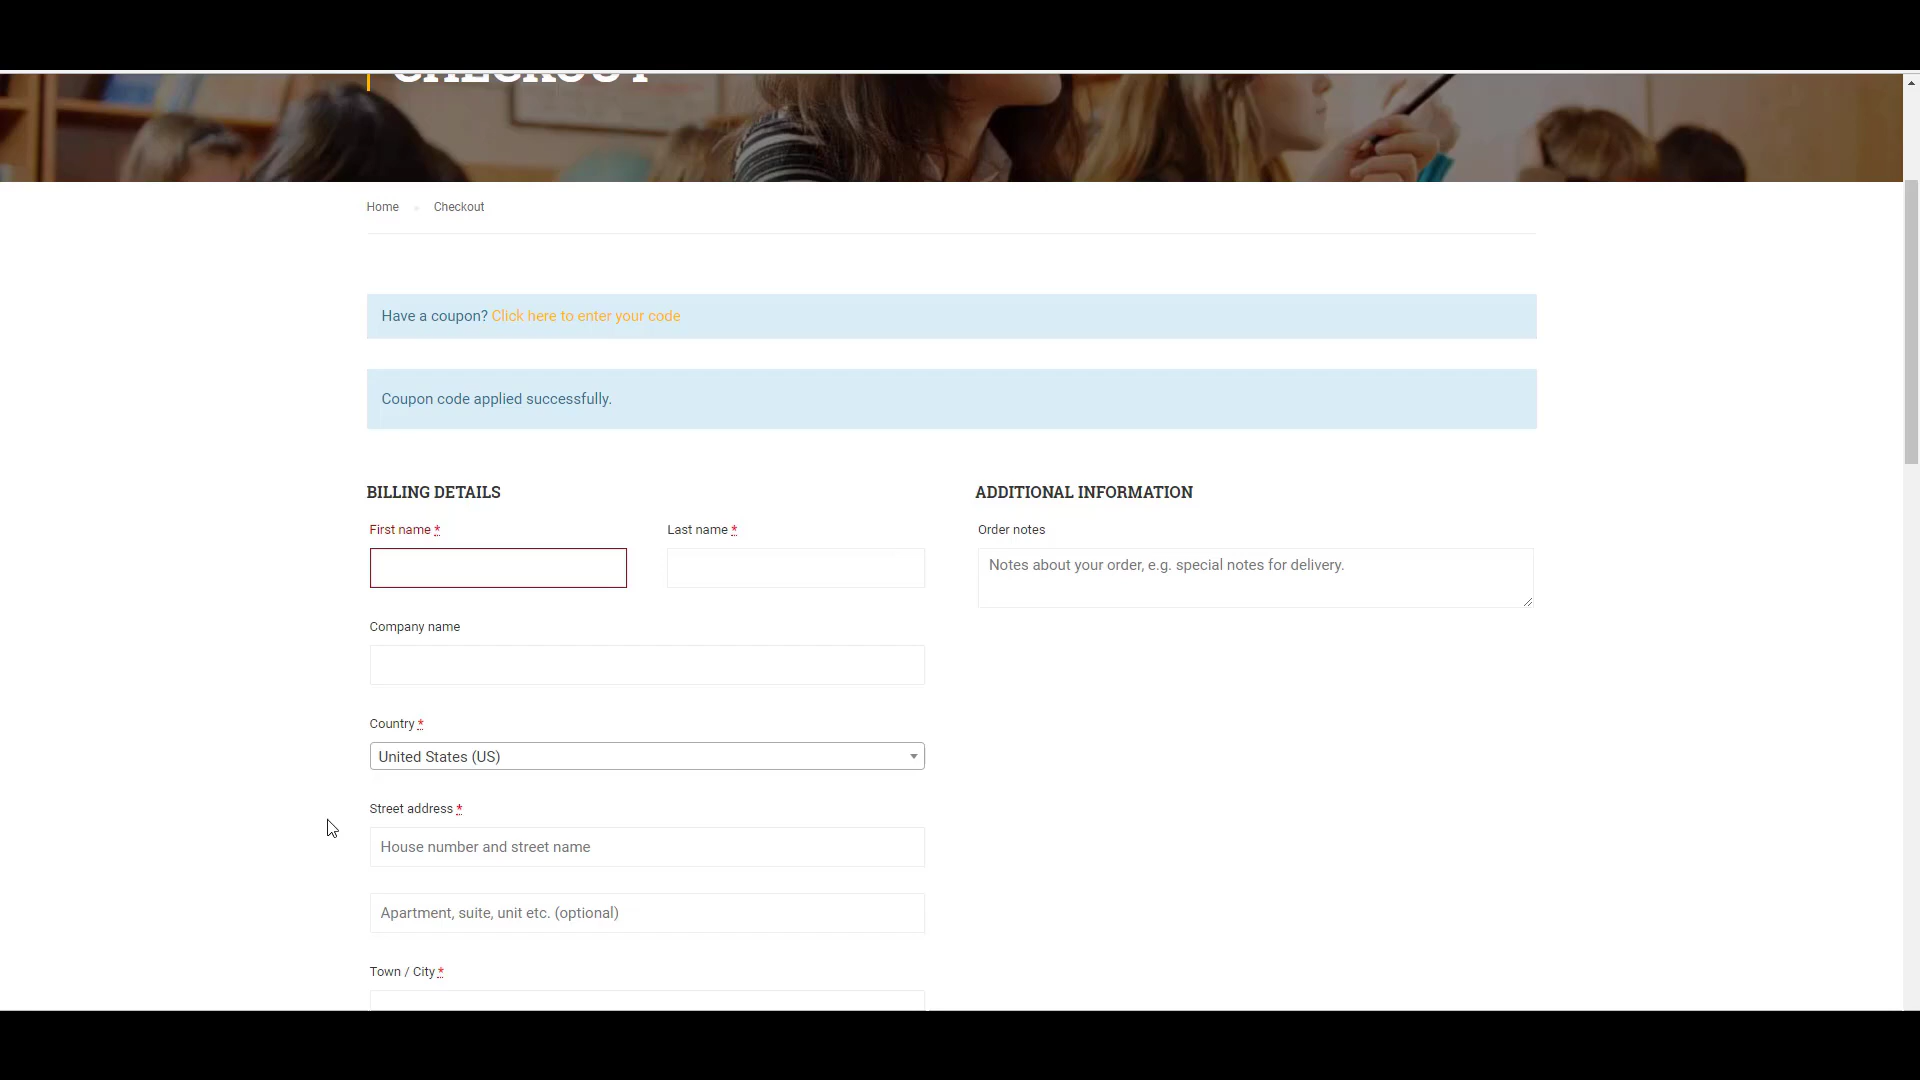 CHECKOUT
Home
Checkout
Have a coupon? Click here to enter your code
Coupon code applied successfully.
BILLING DETAILS
First name *
Last name *
Company name
Country *
United States (US)
Street address *
House number and street name
Apartment, suite, unit etc. (optional)
Town / City *
ADDITIONAL INFORMATION
Order notes
Notes about your order, e.g. special notes for delivery.